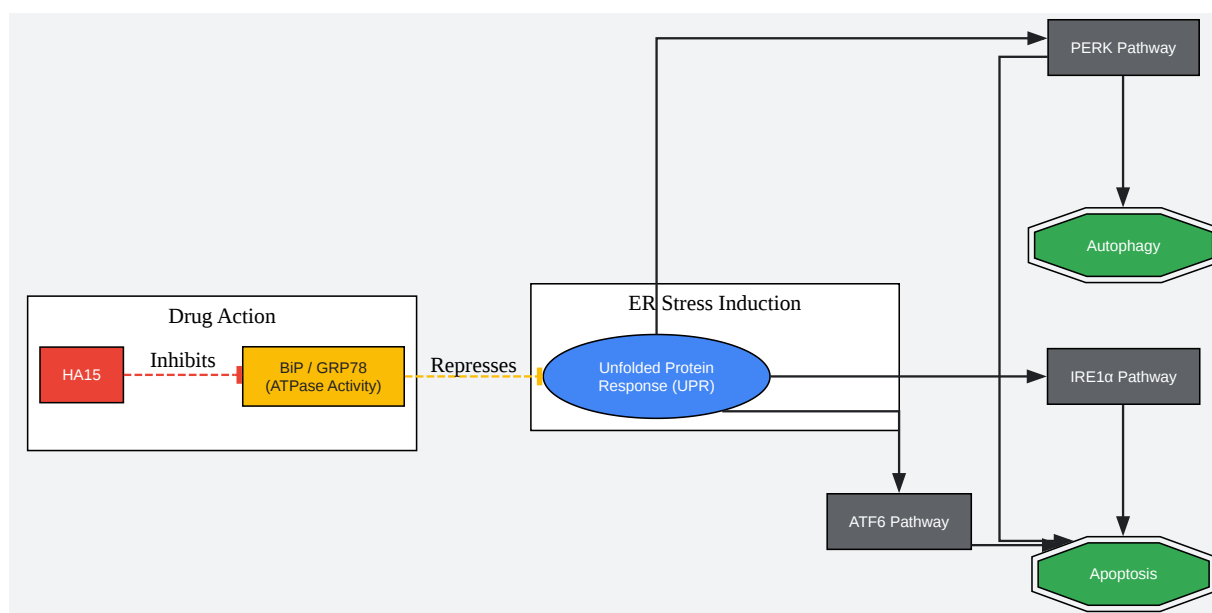 PERK Pathway
Autophagy
ER Stress Induction
Drug Action
Inhibits
Represses
HA15
BiP / GRP78
(ATPase Activity)
Unfolded Protein
Response (UPR)
IRE1α Pathway
ATF6 Pathway
Apoptosis